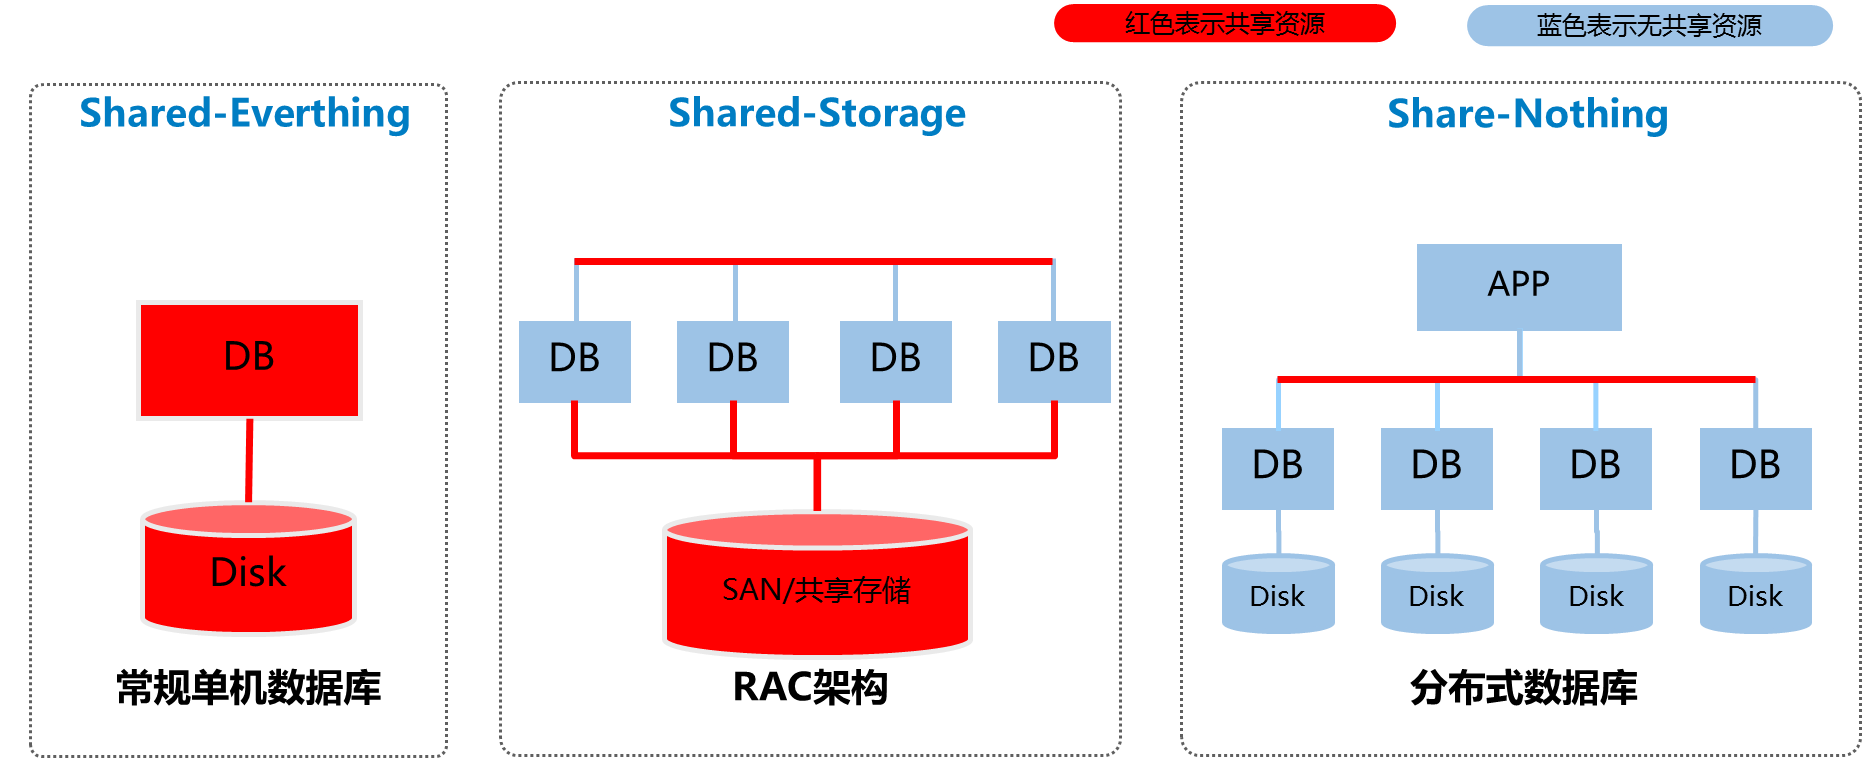 红色表示共享资源
蓝色表示无共享资源
Shared-Everthing
DB
Disk
常规单机数据库
Shared-Storage
DB
DB
DB
DB
SAN/共享存储
RAC架构
Share-Nothing
APP
DB
DB
DB
DB
Disk
Disk
Disk
Disk
分布式数据库